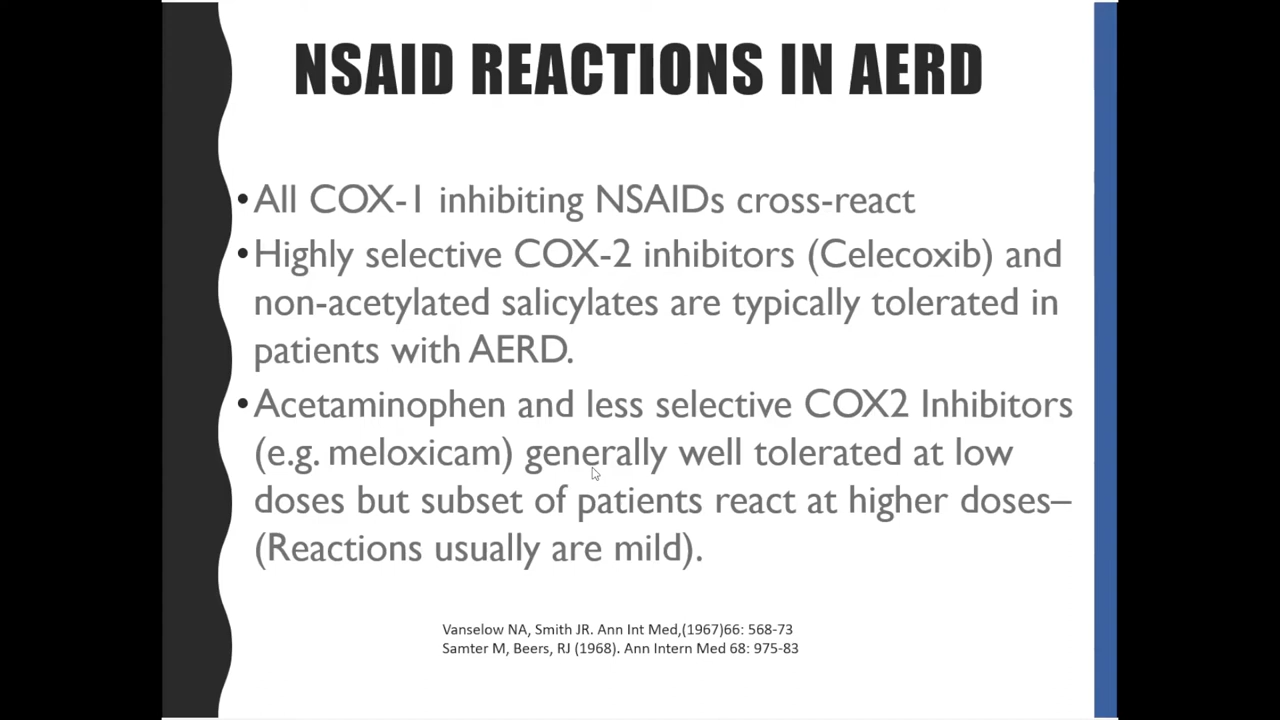 NSAID REACTIONS IN AERD
•All COX-1 inhibiting NSAIDs cross-react
•Highly selective COX-2 inhibitors (Celecoxib) and
non-acetylated salicylates are typically tolerated in
patients with AERD.
•Acetaminophen and less selective COX2 Inhibitors
(e.g. meloxicam) generally well tolerated at low
doses but subset of patients react at higher doses–
(Reactions usually are mild).
Vanselow NA, Smith JR. Ann Int Med,(1967)66: 568-73
Samter M, Beers, RJ (1968). Ann Intern Med 68: 975-83